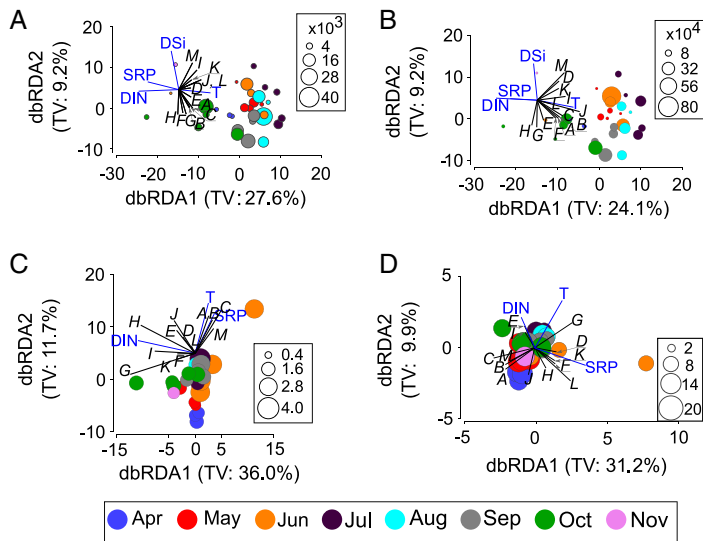 A
DSi
SRP
DIN
T
M
I
J
K
L
D
E
A
C
H
F
G
B
dbRDA2
(TV: 9.2%)
20
10
0
-10
-30
-20
-10
0
10
20
dbRDA1 (TV: 27.6%)
x10³
4
16
28
40
B
DSi
SRP
DIN
T
M
D
K
I
L
J
E
C
B
H
G
F
A
dbRDA2
(TV: 9.2%)
20
10
0
-10
-30
-20
-10
0
10
20
dbRDA1 (TV: 24.1%)
x10⁴
8
32
56
80
C
T
H
J
A
B
C
SRP
E
D
L
M
DIN
I
F
G
K
dbRDA2
(TV: 11.7%)
20
10
0
-10
-15
-5
0
5
15
dbRDA1 (TV: 36.0%)
0.4
1.6
2.8
4.0
D
DIN
T
E
I
G
C
M
B
A
J
H
F
D
K
SRP
L
dbRDA2
(TV: 9.9%)
5
0
-5
-5
0
5
10
dbRDA1 (TV: 31.2%)
2
8
14
20
Apr May Jun Jul Aug Sep Oct Nov